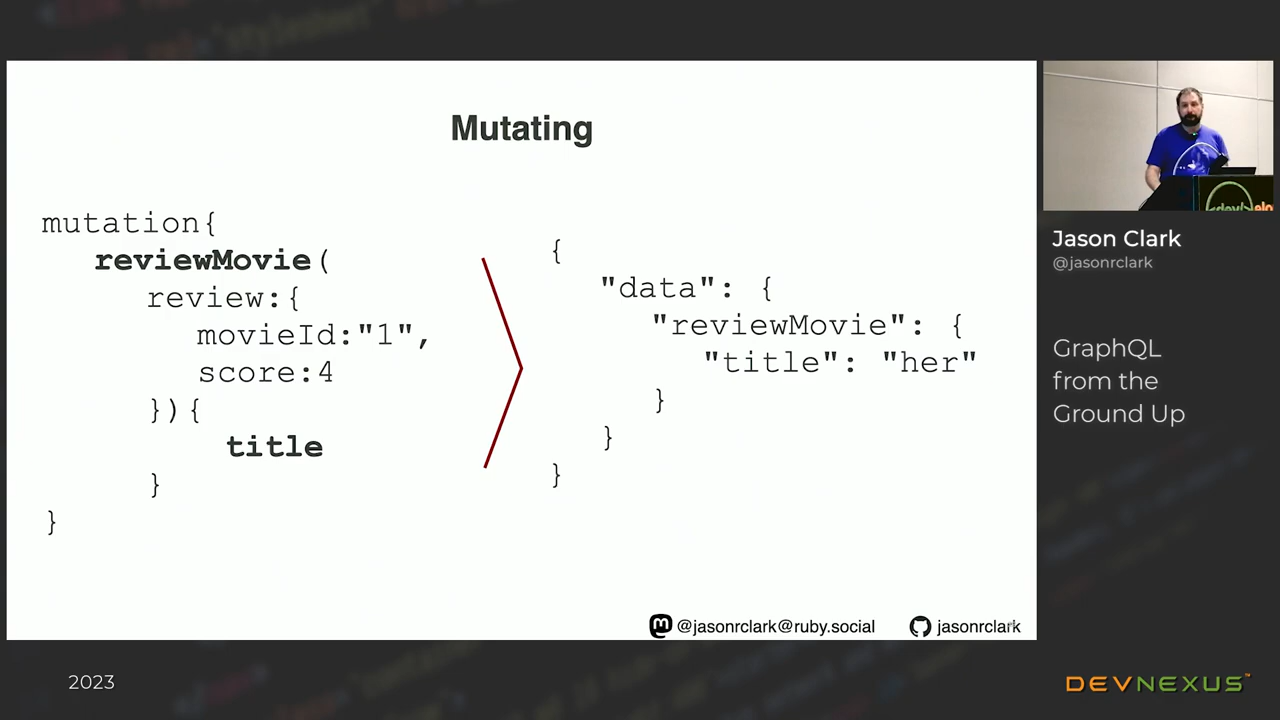 Mutating
mutation{
reviewMovie(
review:{
movieId:"1",
score:4
}){
title
}
}
{
"data": {
"reviewMovie": {
"title": "her"
}
}
}
@jasonrclark@ruby.social
jasonrclark
Jason Clark
@jasonrclark
GraphQL
from the
Ground Up
2023
DEVNEXUS™